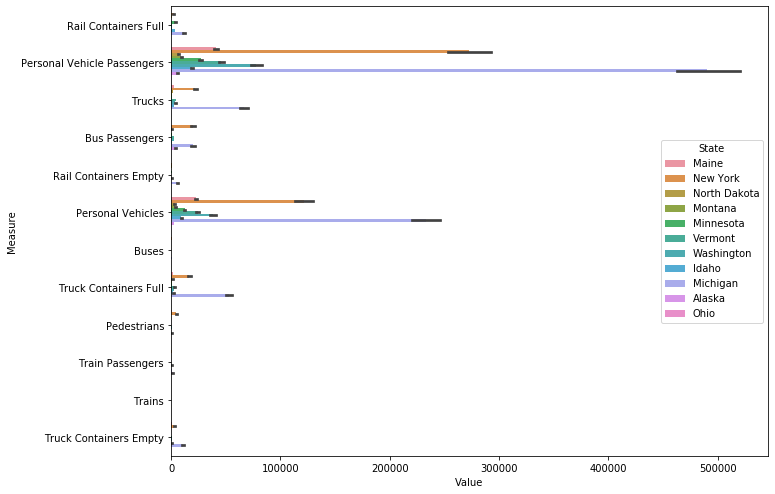 Rail Containers Full
Personal Vehicle Passengers
Trucks
Bus Passengers
Rail Containers Empty
Personal Vehicles
Buses
Truck Containers Full
Pedestrians
Train Passengers
Trains
Truck Containers Empty
Measure
State
Maine
New York
North Dakota
Montana
Minnesota
Vermont
Washington
Idaho
Michigan
Alaska
Ohio
0 100000 200000 300000 400000 500000
Value